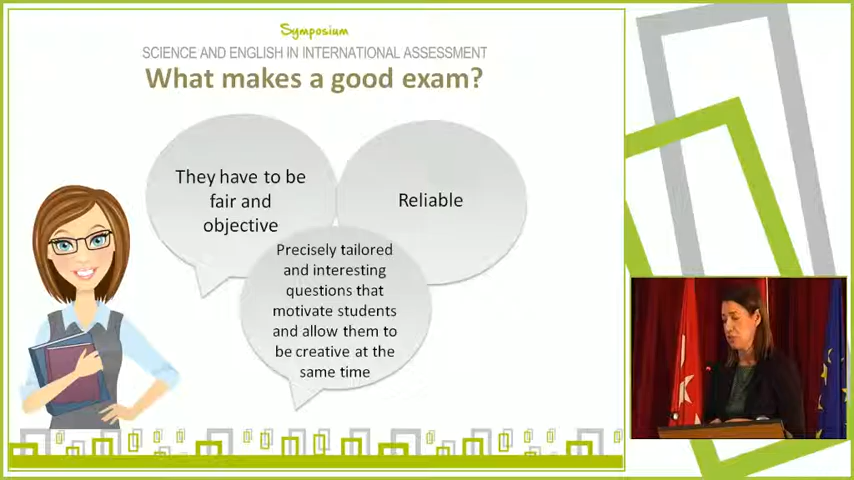 Symposium
SCIENCE AND ENGLISH IN INTERNATIONAL ASSESSMENT
What makes a good exam?
They have to be
fair and
objective
Reliable
Precisely tailored
and interesting
questions that
motivate students
and allow them to
be creative at the
same time